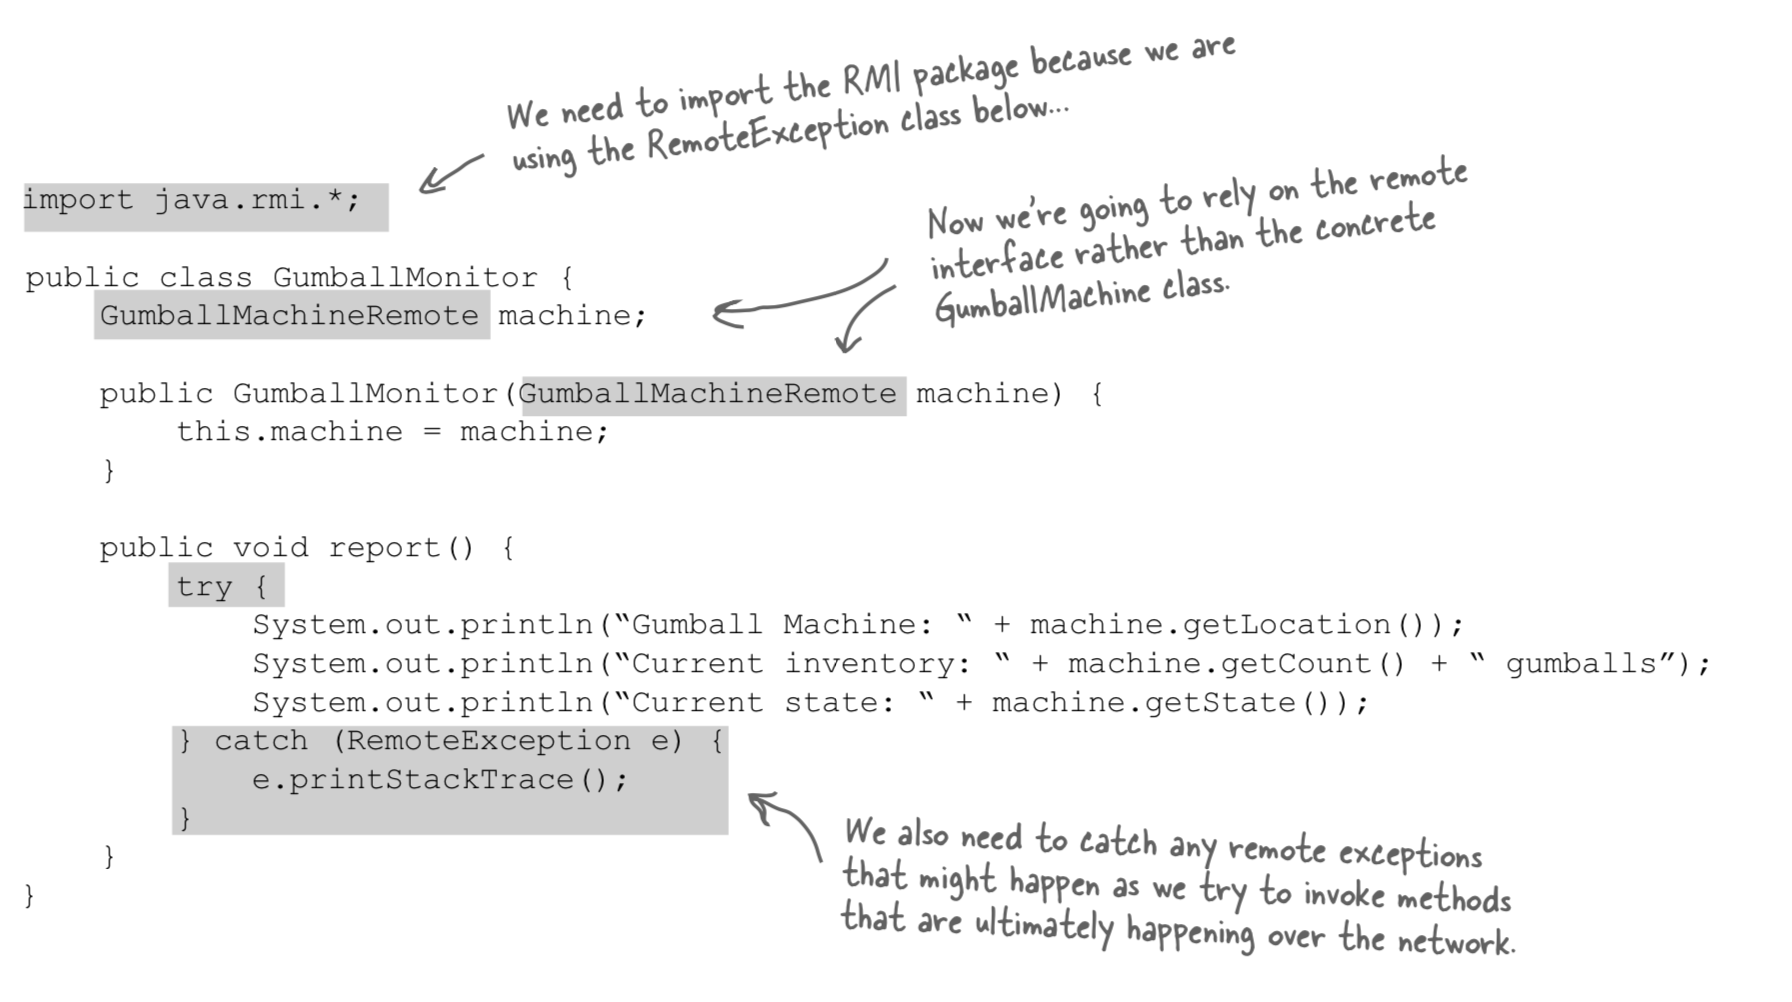 We need to import the RMI package because we are
using the RemoteException class below...
import java.rmi.*;
Now we're going to rely on the remote
interface rather than the concrete
GumballMachine class.
public class GumballMonitor {
GumballMachineRemote machine;
public GumballMonitor(GumballMachineRemote machine) {
this.machine = machine;
}
public void report() {
try {
System.out.println(“Gumball Machine: “ + machine.getLocation());
System.out.println(“Current inventory: “ + machine.getCount() + “ gumballs”);
System.out.println(“Current state: “ + machine.getState());
} catch (RemoteException e) {
e.printStackTrace();
}
}
}
We also need to catch any remote exceptions
that might happen as we try to invoke methods
that are ultimately happening over the network.